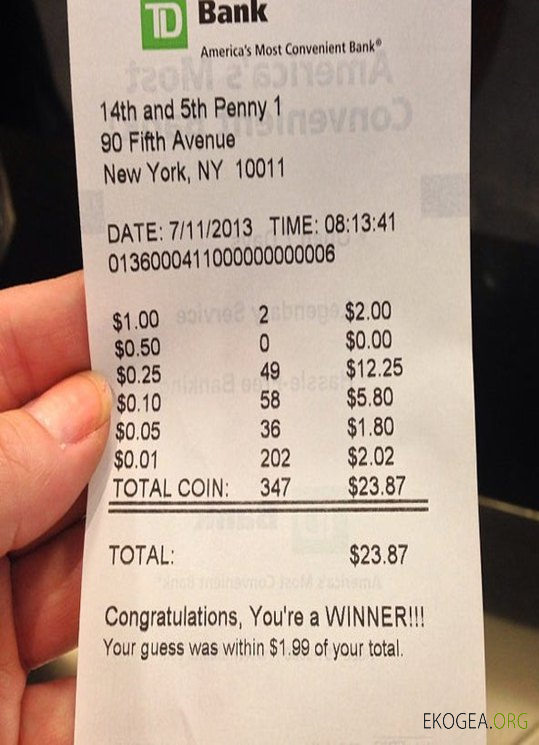 TD Bank
America's Most Convenient Bank®
14th and 5th Penny 1
90 Fifth Avenue
New York, NY 10011
DATE: 7/11/2013 TIME: 08:13:41
0136000411000000000006
$1.00 2 $2.00
$0.50 0 $0.00
$0.25 49 $12.25
$0.10 58 $5.80
$0.05 36 $1.80
$0.01 202 $2.02
TOTAL COIN: 347 $23.87
TOTAL: $23.87
Congratulations, You're a WINNER!!!
Your guess was within $1.99 of your total.
EKOGEA.ORG